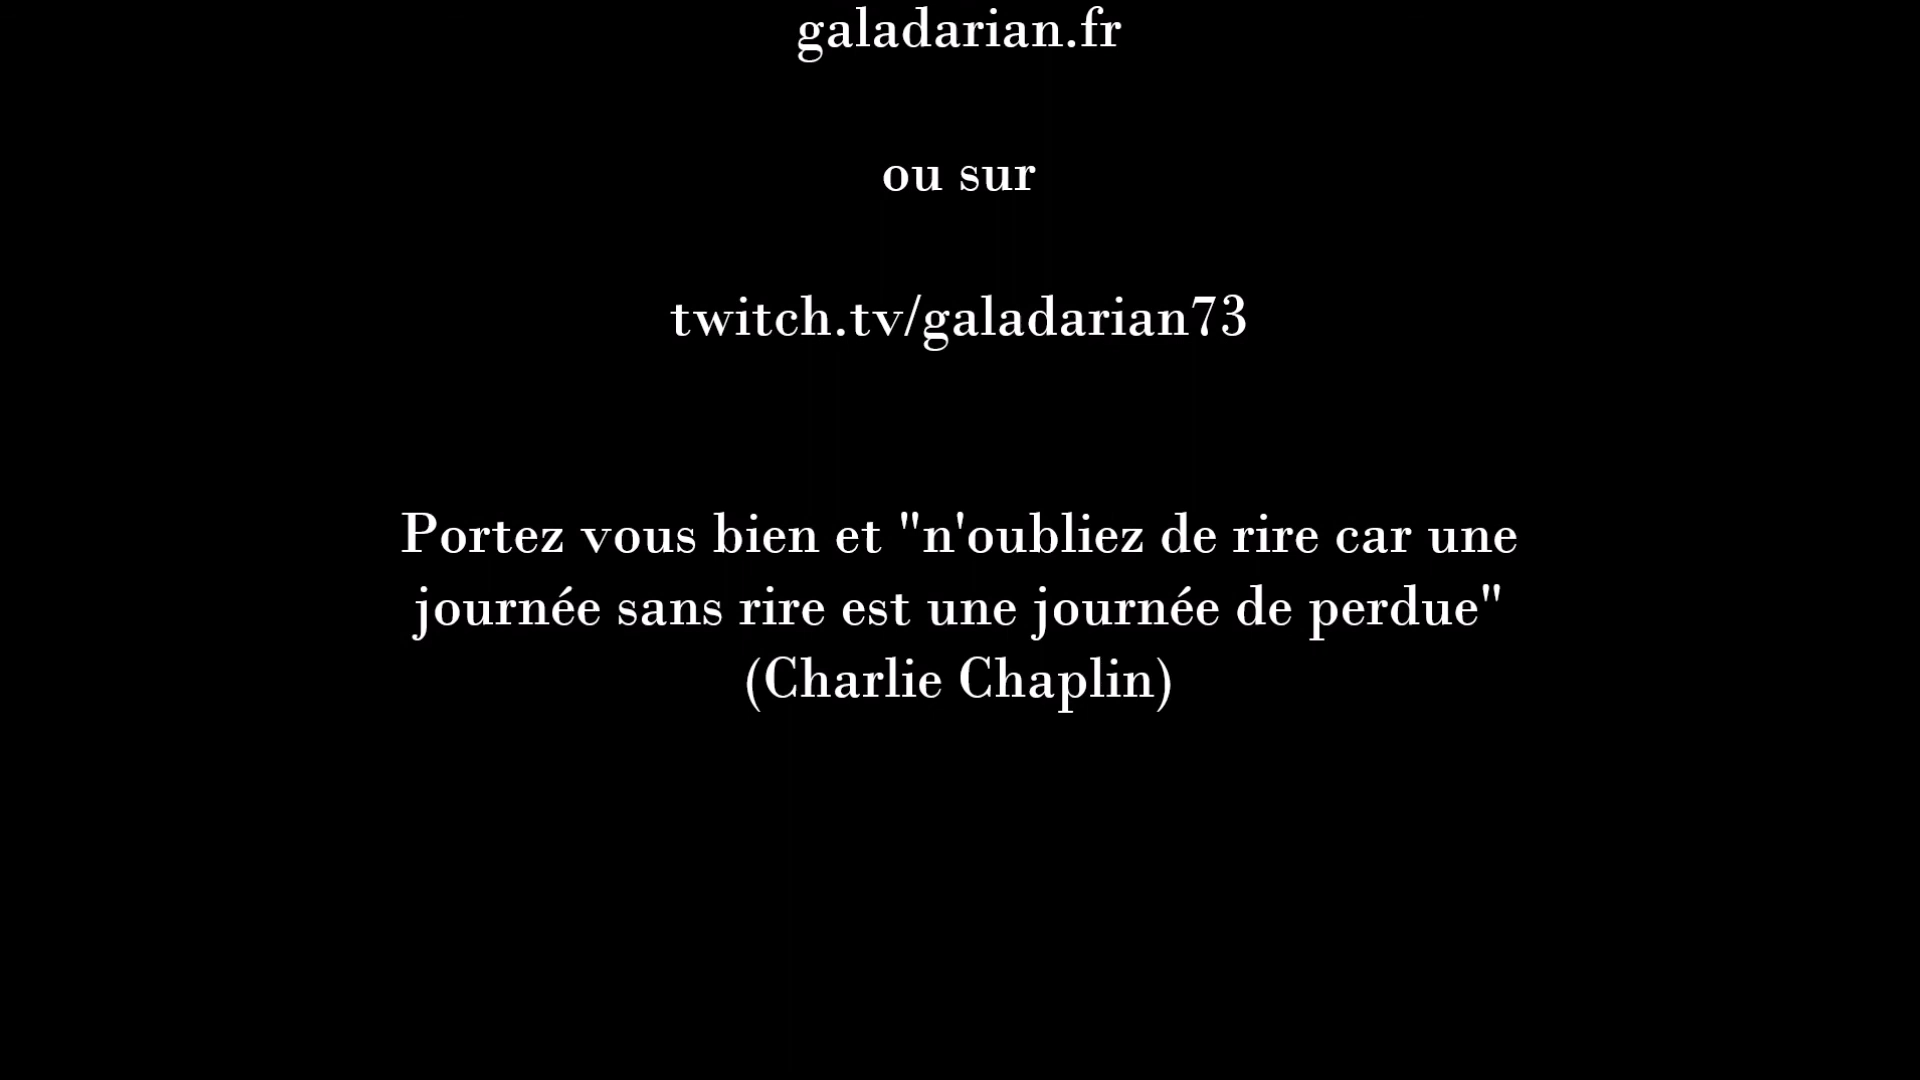 galadarian.fr
ou sur
twitch.tv/galadarian73
Portez vous bien et "n'oubliez de rire car une
journée sans rire est une journée de perdue"
(Charlie Chaplin)